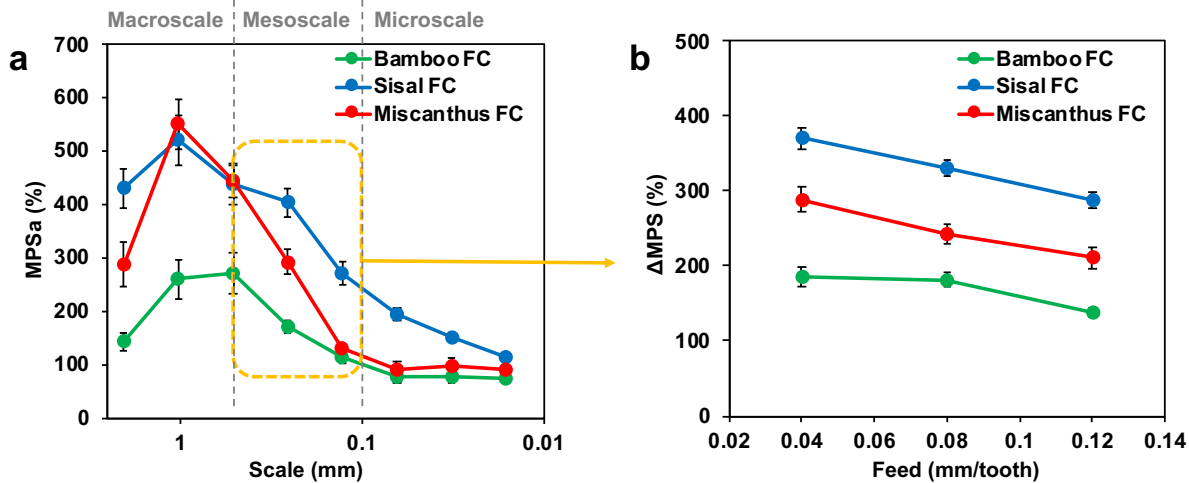 Macroscale Mesoscale Microscale
a
700
600
500
400
300
200
100
0
MPSa (%)
Bamboo FC
Sisal FC
Miscanthus FC
1 0.1 0.01
Scale (mm)
b
500
400
300
200
100
0
ΔMPS (%)
Bamboo FC
Sisal FC
Miscanthus FC
0.02 0.04 0.06 0.08 0.1 0.12 0.14
Feed (mm/tooth)